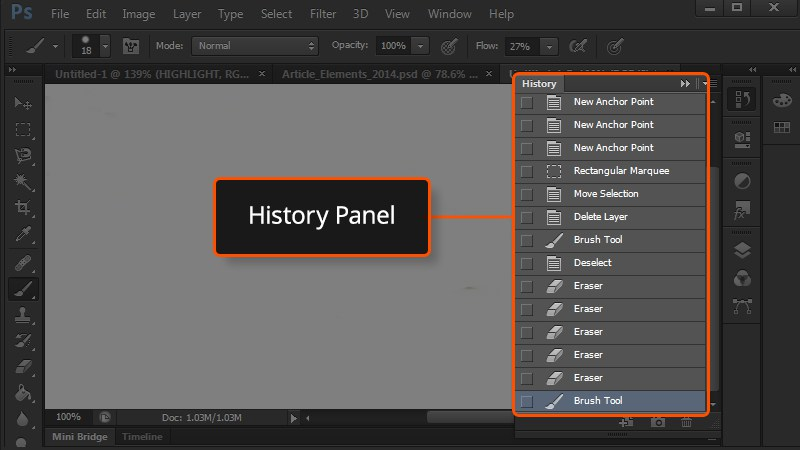 Ps File Edit Image Layer Type Select Filter 3D View Window Help
18 Mode: Normal Opacity: 100% Flow: 27%
Untitled-1 @ 139% (HIGHLIGHT, RG... × Article_Elements_2014.psd @ 78.6% ... ×
History
New Anchor Point
New Anchor Point
New Anchor Point
Rectangular Marquee
Move Selection
History Panel
Delete Layer
Brush Tool
Deselect
Eraser
Eraser
Eraser
Eraser
Eraser
Brush Tool
100% Doc: 1.03M/1.03M
Mini Bridge Timeline